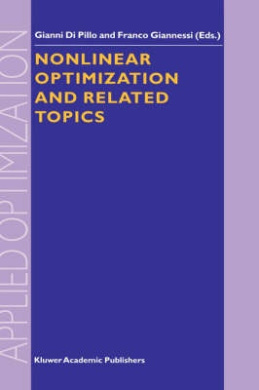 Gianni Di Pillo and Franco Giannessi (Eds.)
NONLINEAR
OPTIMIZATION
AND RELATED
TOPICS
APPLIED OPTIMIZATION
Kluwer Academic Publishers